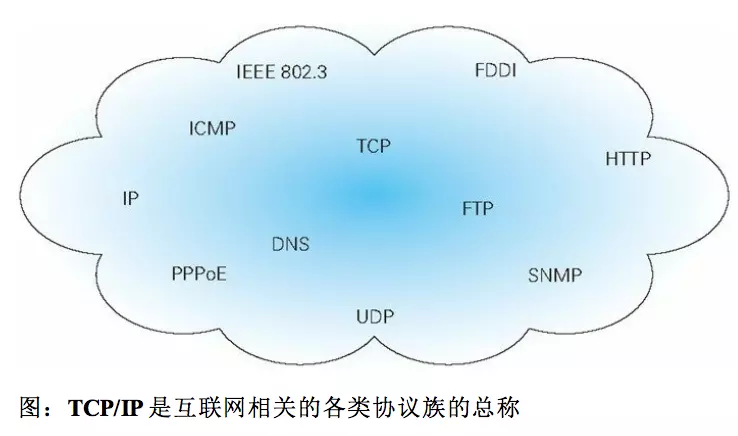 IEEE 802.3
FDDI
ICMP
TCP
HTTP
IP
FTP
DNS
PPPoE
SNMP
UDP
图：TCP/IP 是互联网相关的各类协议族的总称